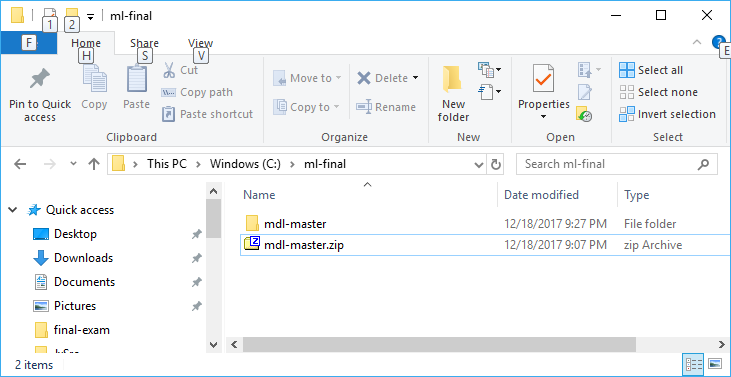 1 2 ml-final
F Home Share View E
H S V
Pin to Quick access
Copy
Paste
Cut
Copy path
Paste shortcut
Clipboard
Move to
Copy to
Delete
Rename
Organize
New folder
New
Properties
Open
Select all
Select none
Invert selection
Select
This PC > Windows (C:) > ml-final
Search ml-final
Name Date modified Type
Quick access
Desktop
Downloads
Documents
Pictures
final-exam
mdl-master 12/18/2017 9:27 PM File folder
mdl-master.zip 12/18/2017 9:07 PM zip Archive
2 items